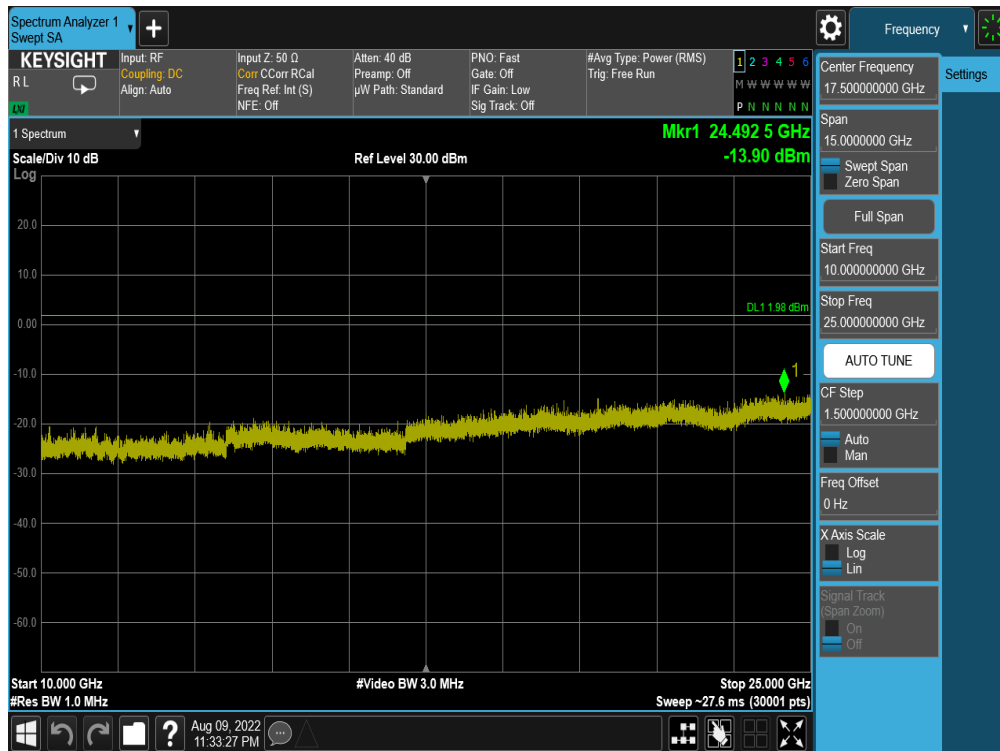 Spectrum Analyzer 1
Swept SA
+
Frequency
KEYSIGHT
R L
LXI
Input: RF
Coupling: DC
Align: Auto
Input Z: 50 Ω
Corr CCorr RCal
Freq Ref: Int (S)
NFE: Off
Atten: 40 dB
Preamp: Off
µW Path: Standard
PNO: Fast
Gate: Off
IF Gain: Low
Sig Track: Off
#Avg Type: Power (RMS)
Trig: Free Run
1 2 3 4 5 6
M W W W W W
P N N N N N
1 Spectrum
Scale/Div 10 dB
Log
Ref Level 30.00 dBm
Mkr1 24.492 5 GHz
-13.90 dBm
20.0
10.0
DL1 1.98 dBm
0.00
-10.0
1
-20.0
-30.0
-40.0
-50.0
-60.0
Start 10.000 GHz
#Res BW 1.0 MHz
#Video BW 3.0 MHz
Stop 25.000 GHz
Sweep ~27.6 ms (30001 pts)
Center Frequency
17.500000000 GHz
Settings
Span
15.0000000 GHz
Swept Span
Zero Span
Full Span
Start Freq
10.000000000 GHz
Stop Freq
25.000000000 GHz
AUTO TUNE
CF Step
1.500000000 GHz
Auto
Man
Freq Offset
0 Hz
X Axis Scale
Log
Lin
Signal Track
(Span Zoom)
On
Off
?
Aug 09, 2022
11:33:27 PM